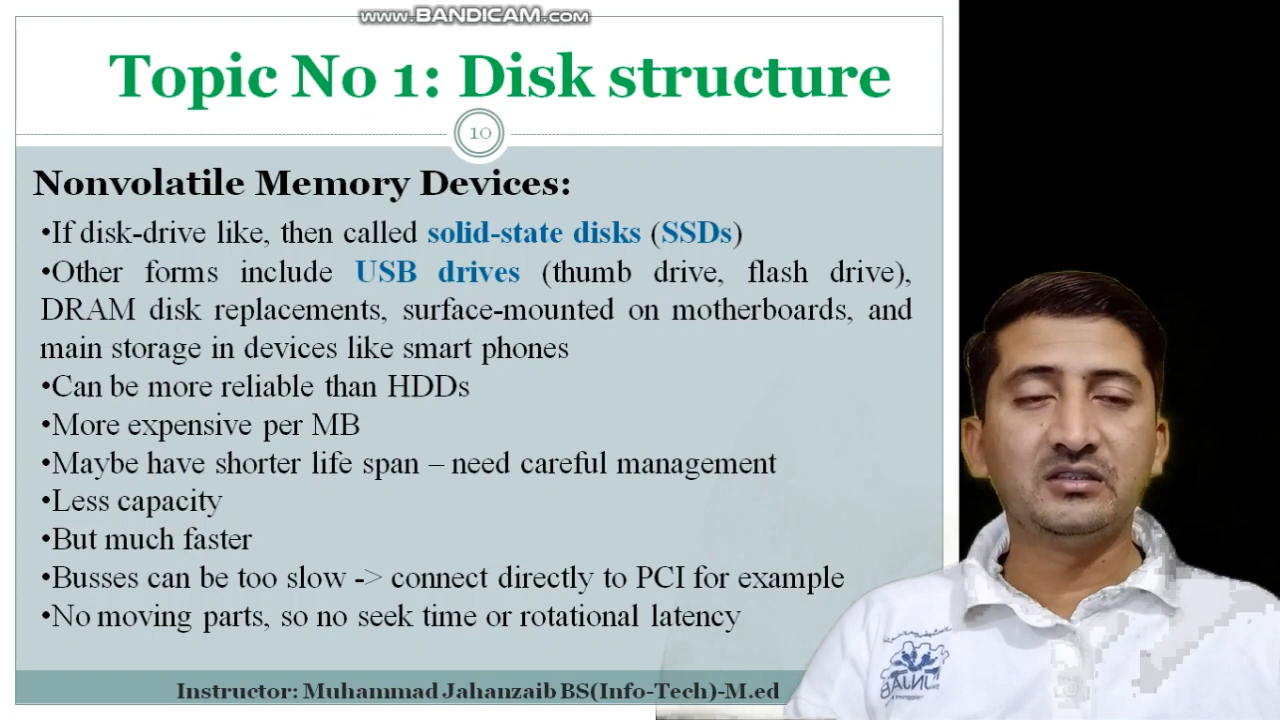 www.BANDICAM.com
Topic No 1: Disk structure
10
Nonvolatile Memory Devices:
•If disk-drive like, then called solid-state disks (SSDs)
•Other forms include USB drives (thumb drive, flash drive),
DRAM disk replacements, surface-mounted on motherboards, and
main storage in devices like smart phones
•Can be more reliable than HDDs
•More expensive per MB
•Maybe have shorter life span – need careful management
•Less capacity
•But much faster
•Busses can be too slow -> connect directly to PCI for example
•No moving parts, so no seek time or rotational latency
Instructor: Muhammad Jahanzaib BS(Info-Tech)-M.ed